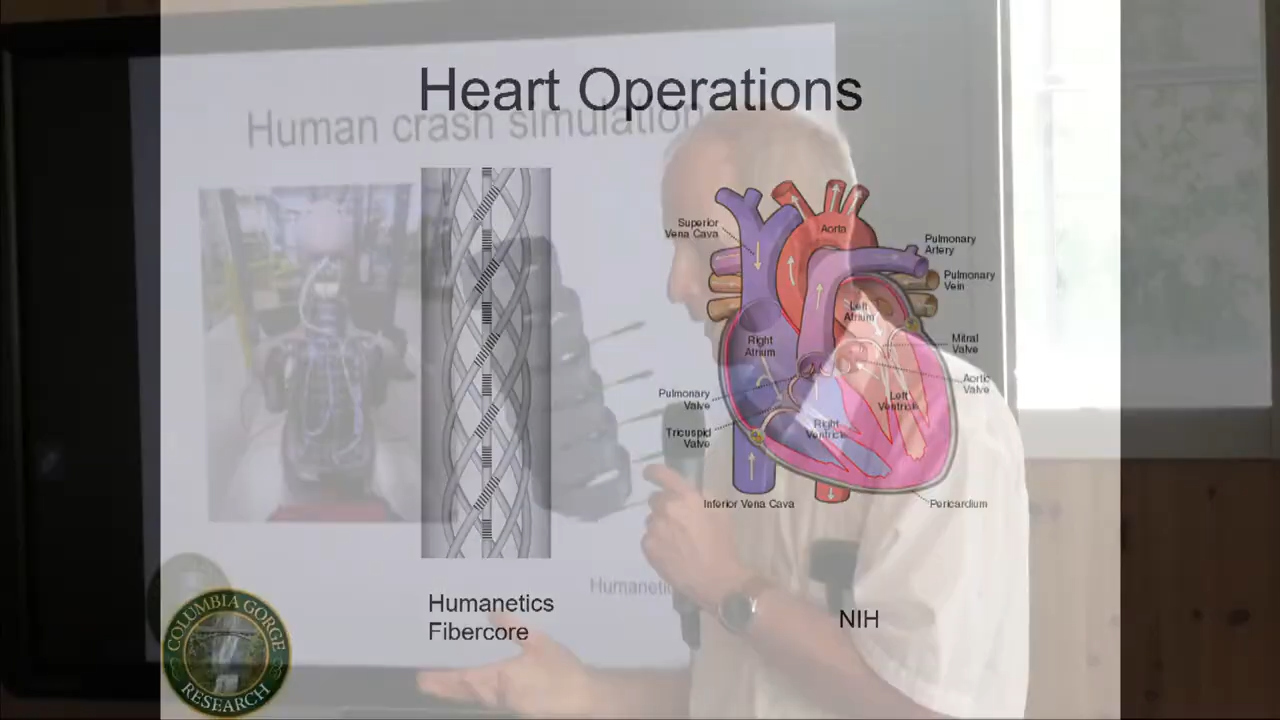 Heart Operations
Human crash simulation
Superior
Vena Cava
Aorta
Pulmonary
Artery
Pulmonary
Vein
Left
Atrium
Right
Atrium
Mitral
Valve
Aortic
Valve
Pulmonary
Valve
Left
Ventricle
Right
Tricuspid
Valve
Inferior Vena Cava
Pericardium
Humanetics
Fibercore
NIH
COLUMBIA GORGE
RESEARCH